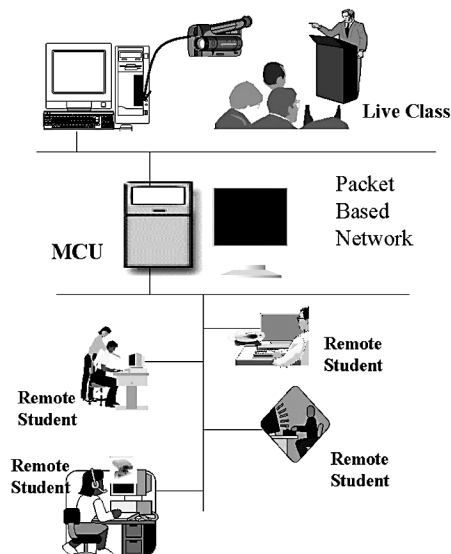 Live Class
Packet
Based
Network
MCU
Remote
Student
Remote
Student
Remote
Student
Remote
Student